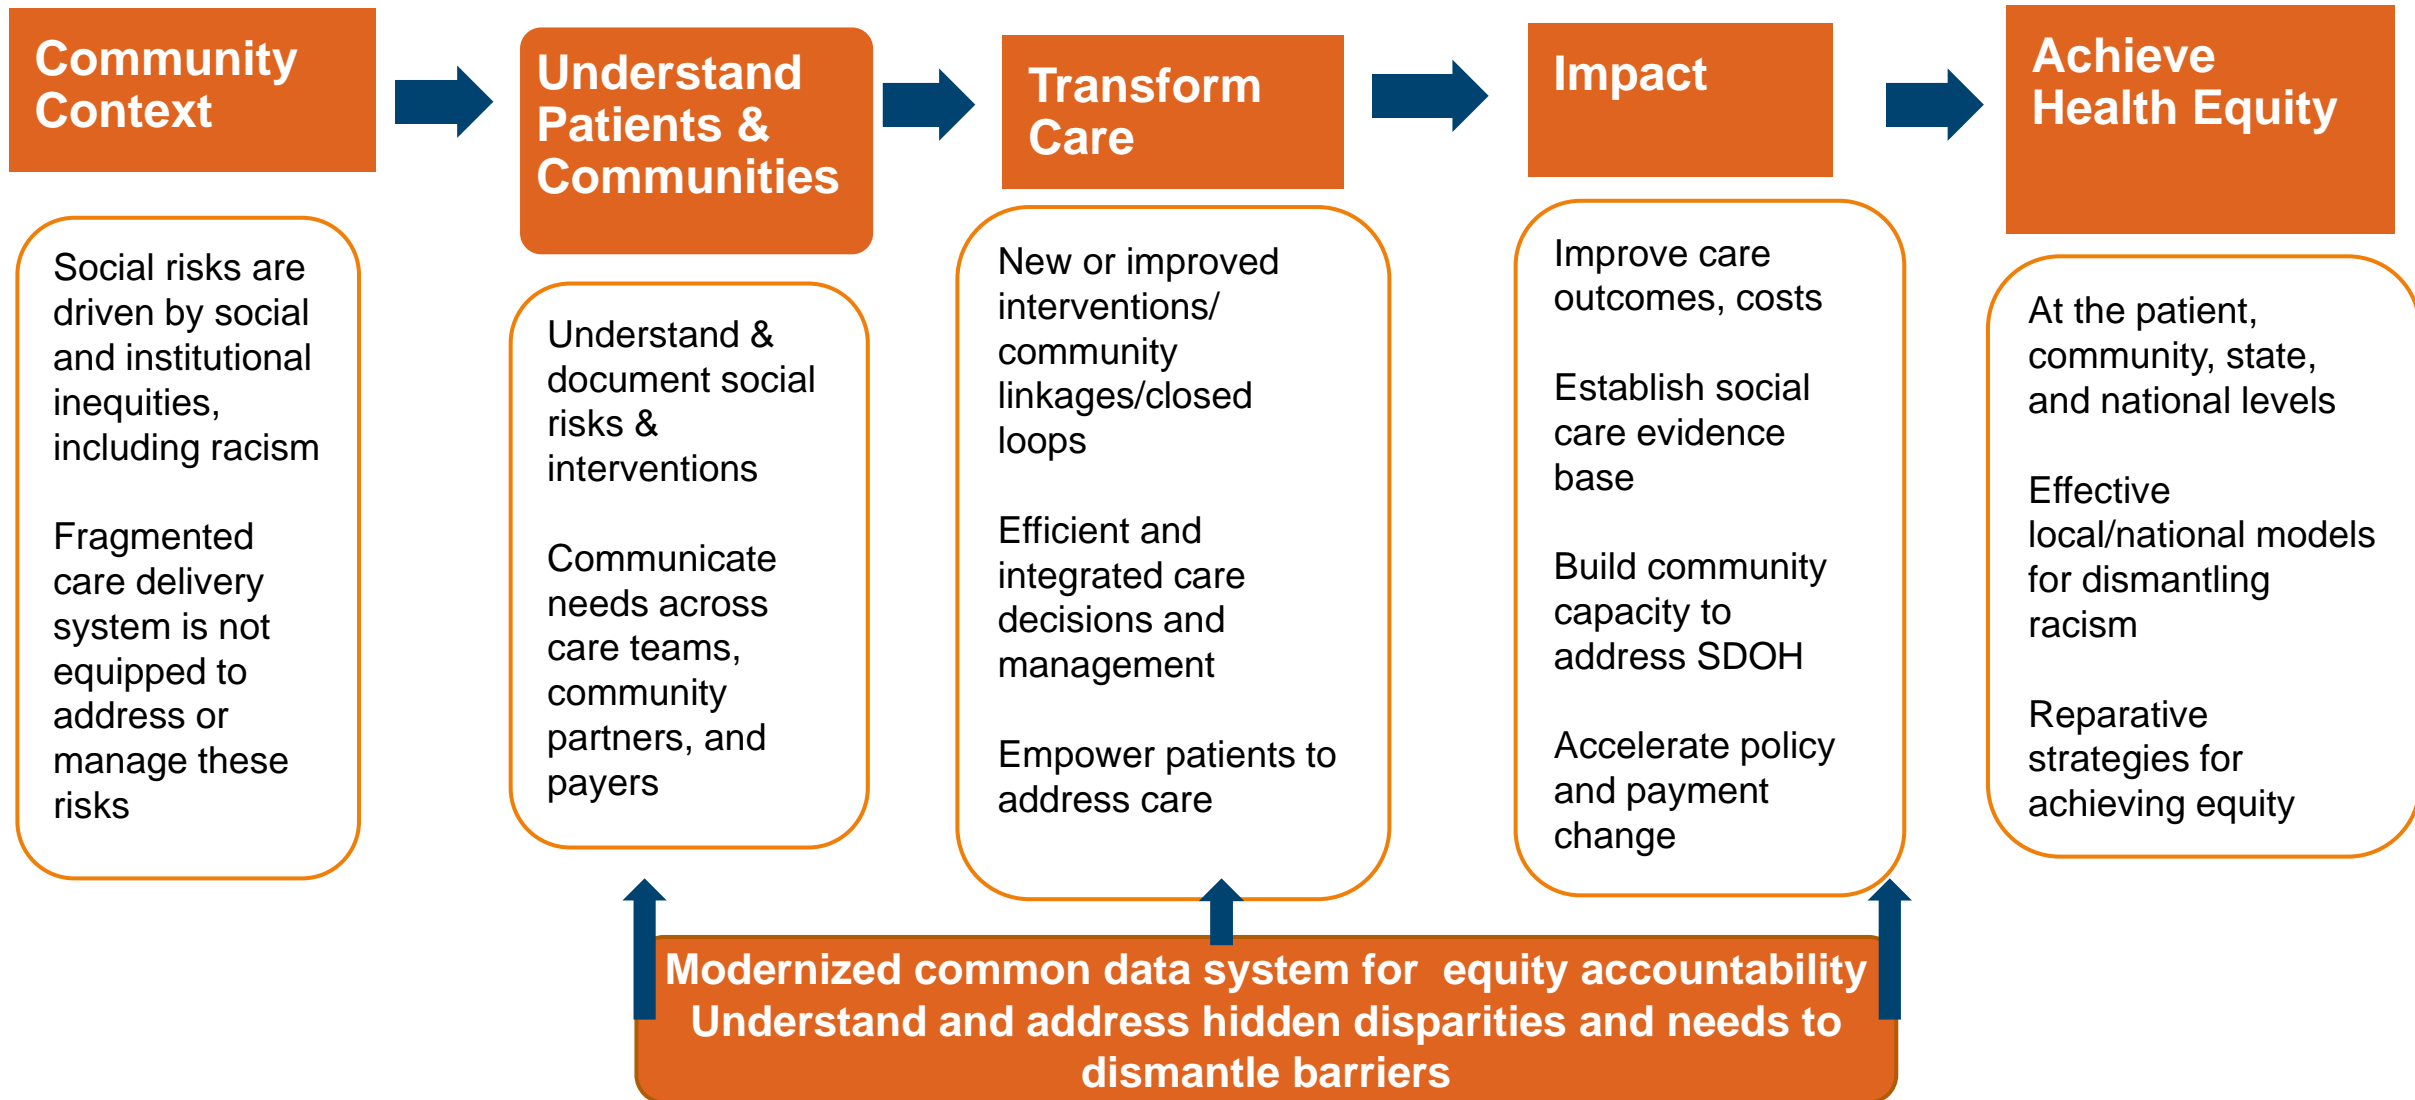 Community
Context
Social risks are
driven by social
and institutional
inequities,
including racism
Fragmented
care delivery
system is not
equipped to
address or
manage these
risks
Understand
Patients &
Communities
Understand &
document social
risks &
interventions
Communicate
needs across
care teams,
community
partners, and
payers
Transform
Care
New or improved
interventions/
community
linkages/closed
loops
Efficient and
integrated care
decisions and
management
Empower patients to
address care
Impact
Improve care
outcomes, costs
Establish social
care evidence
base
Build community
capacity to
address SDOH
Accelerate policy
and payment
change
Achieve
Health Equity
At the patient,
community, state,
and national levels
Effective
local/national models
for dismantling
racism
Reparative
strategies for
achieving equity
Modernized common data system for  equity accountability
Understand and address hidden disparities and needs to
dismantle barriers